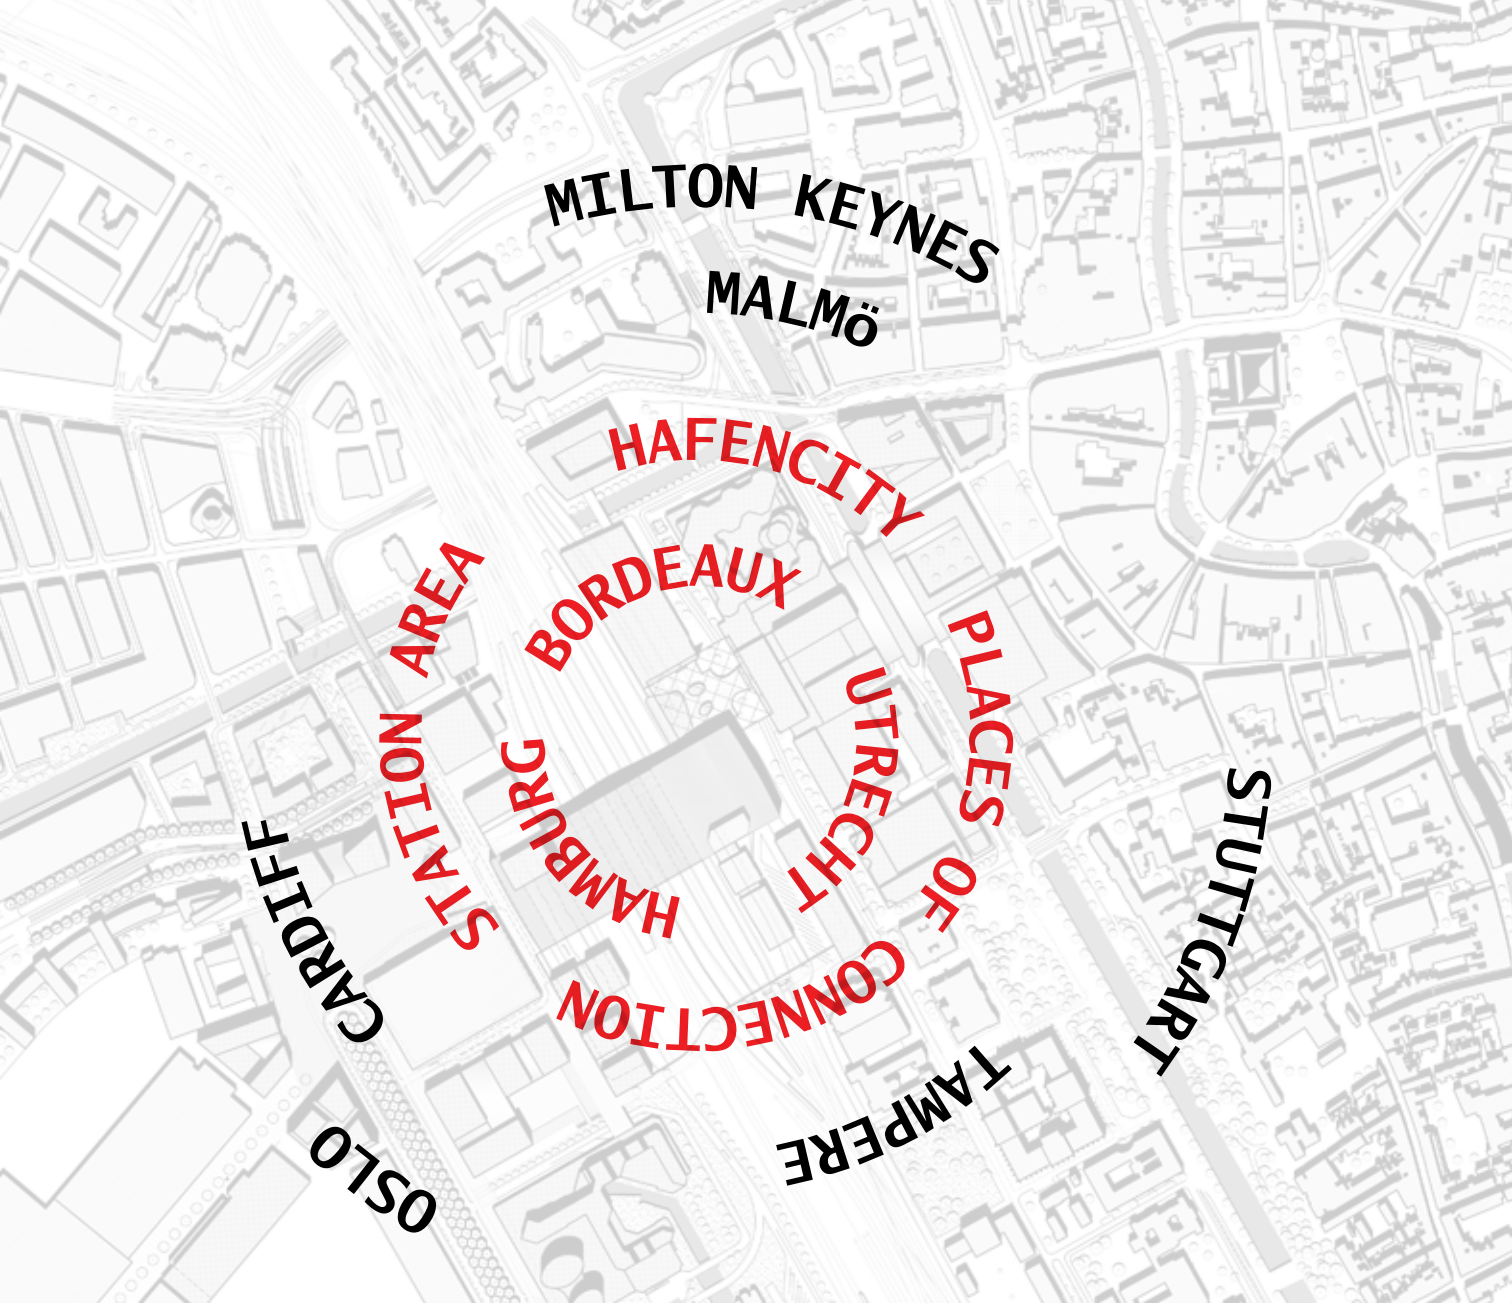 MILTON KEYNES
MALMÖ
HAFENCITY
BORDEAUX
STATION AREA
PLACES OF CONNECTION
UTRECHT
HAMBURG
STUTTGART
CARDIFF
TAMPERE
OSLO